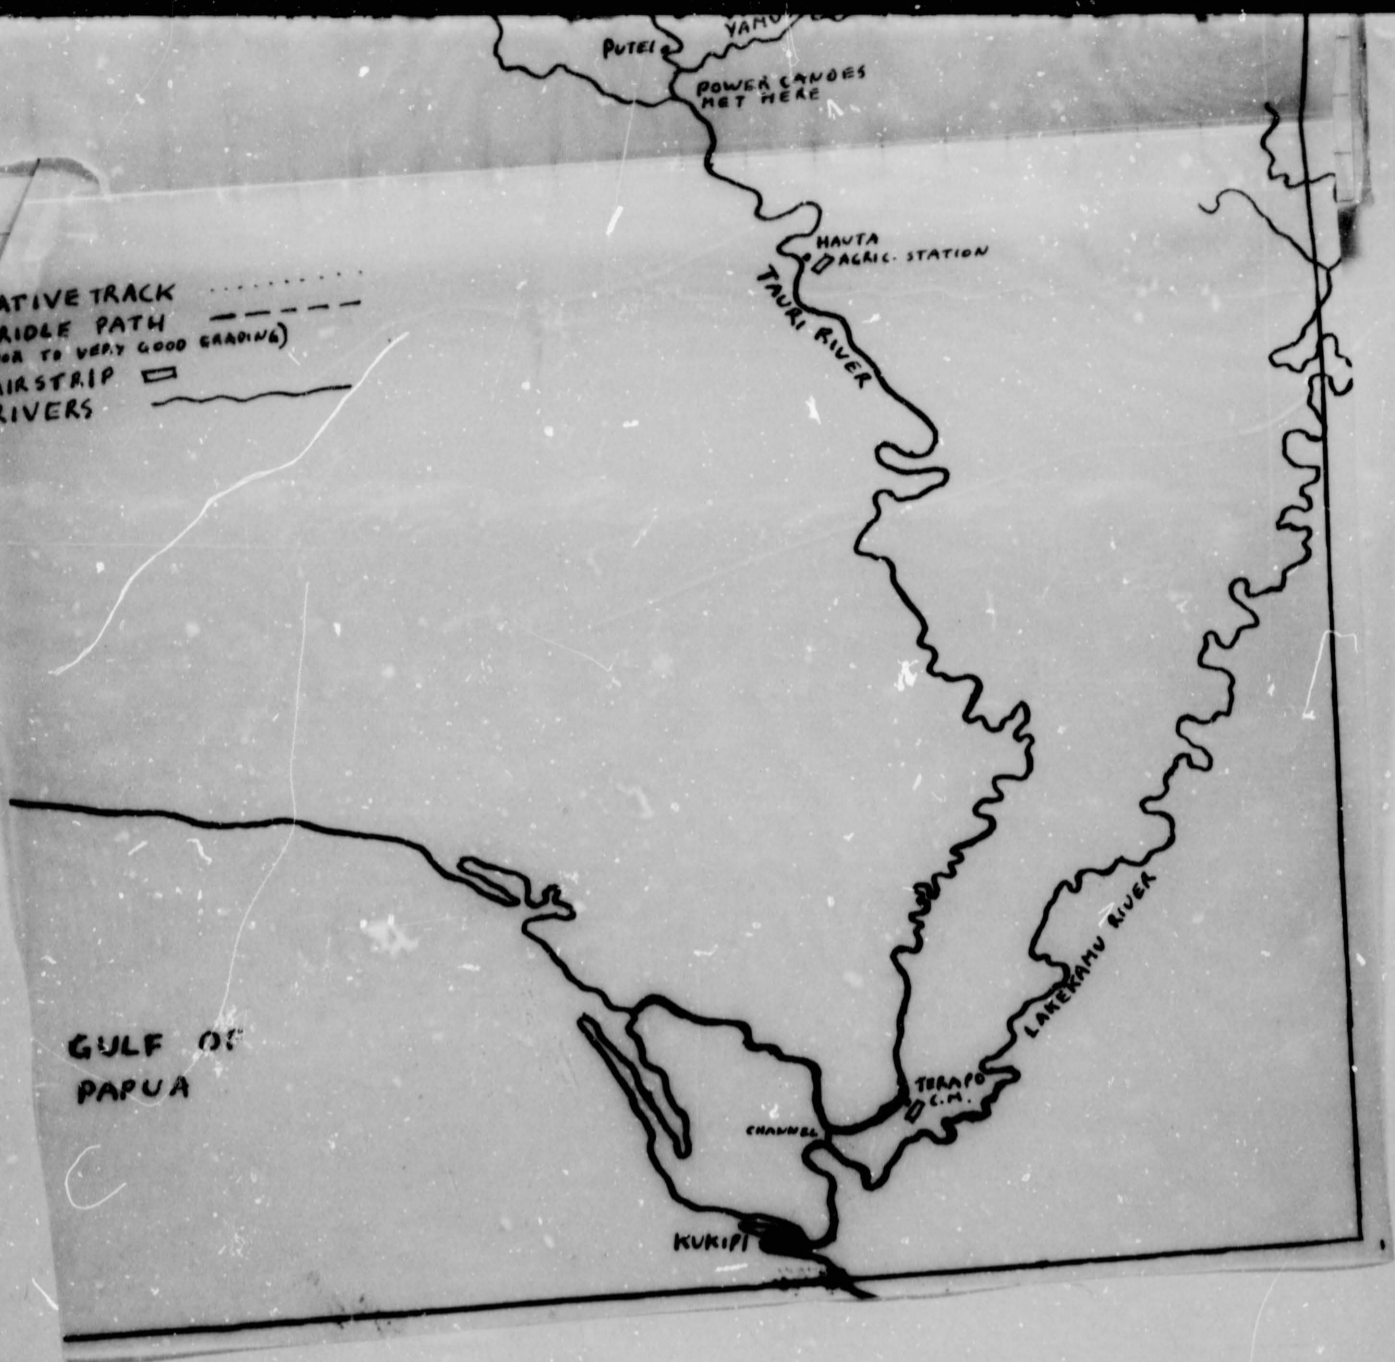 YAMU
PUTEI
POWER CANOES
MET HERE
HAUTA
AGRIC. STATION
TAURI RIVER
ATIVE TRACK
RIDLE PATH
OR TO VERY GOOD GRADING)
AIRSTRIP
RIVERS
LAKEKAMU RIVER
GULF OF
PAPUA
TERAPO
C.M.
CHANNEL
KUKIPI